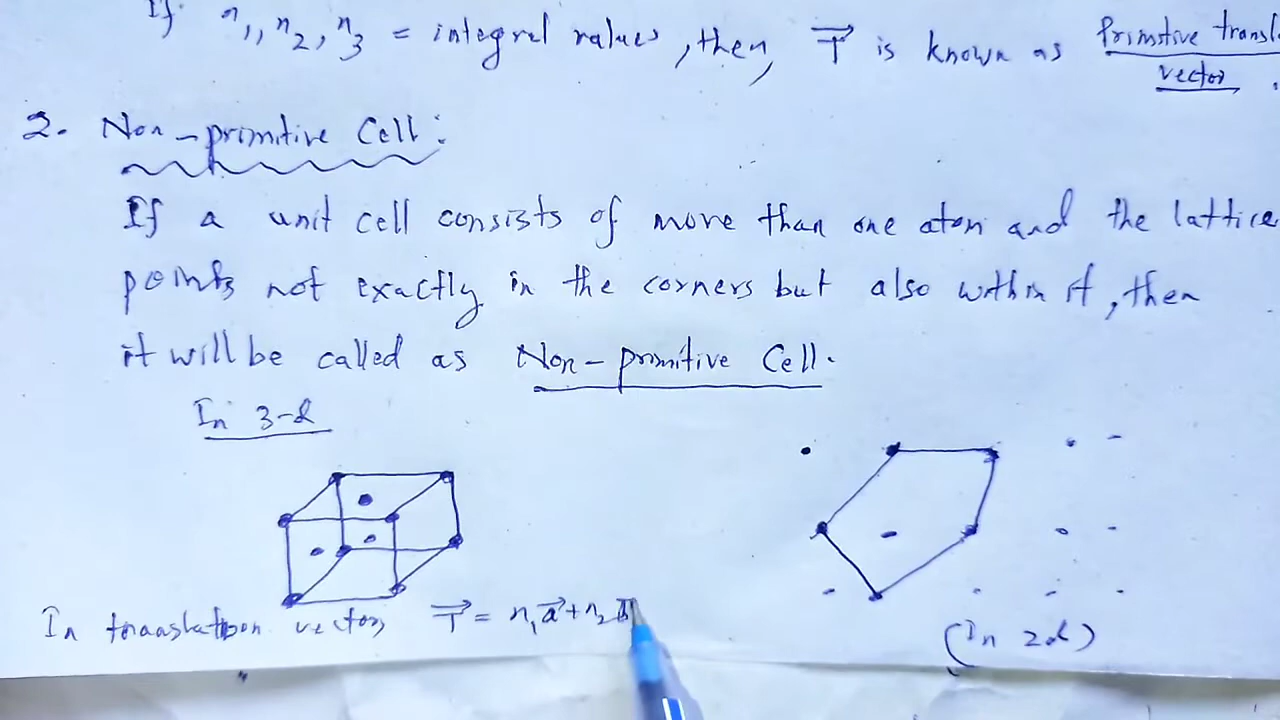 If n₁, n₂, n₃ = integral values, then, T⃗ is known as Primitive transl
vector.
2. Non-primitive Cell:
If a unit cell consists of more than one atom and the lattice
points not exactly in the corners but also within it, then
it will be called as Non-primitive Cell.
In 3-d
In translation vector T⃗ = n₁a⃗ + n₂b⃗
(In 2d)